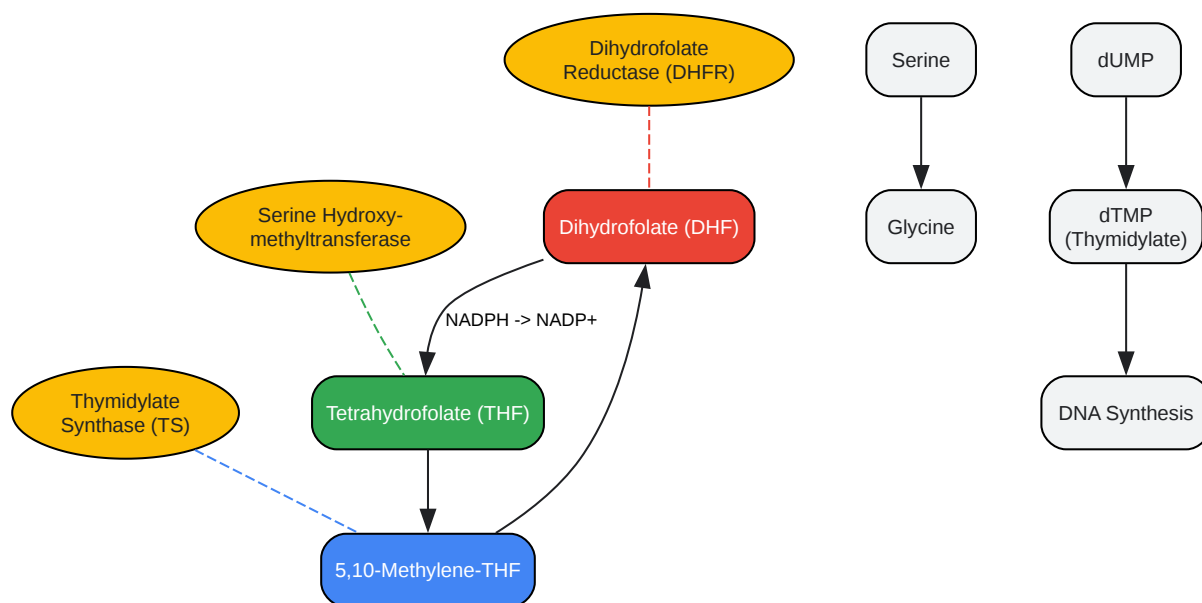 Dihydrofolate
Reductase (DHFR)
Serine
dUMP
Serine Hydroxy-
methyltransferase
Dihydrofolate (DHF)
Glycine
dTMP
(Thymidylate)
NADPH -> NADP+
Thymidylate
Synthase (TS)
Tetrahydrofolate (THF)
DNA Synthesis
5,10-Methylene-THF